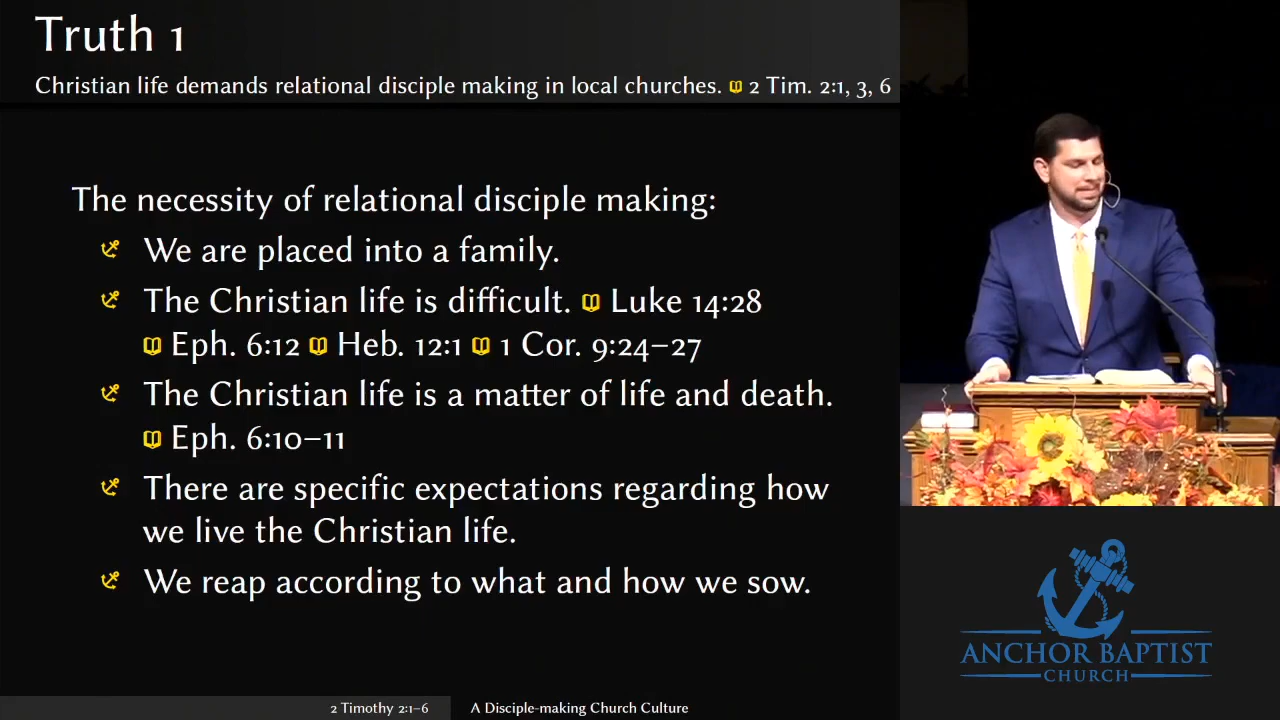 Truth 1
Christian life demands relational disciple making in local churches. 2 Tim. 2:1, 3, 6
The necessity of relational disciple making:
We are placed into a family.
The Christian life is difficult. Luke 14:28
Eph. 6:12 Heb. 12:1 1 Cor. 9:24–27
The Christian life is a matter of life and death.
Eph. 6:10–11
There are specific expectations regarding how
we live the Christian life.
We reap according to what and how we sow.
2 Timothy 2:1–6 A Disciple-making Church Culture
ANCHOR BAPTIST
CHURCH